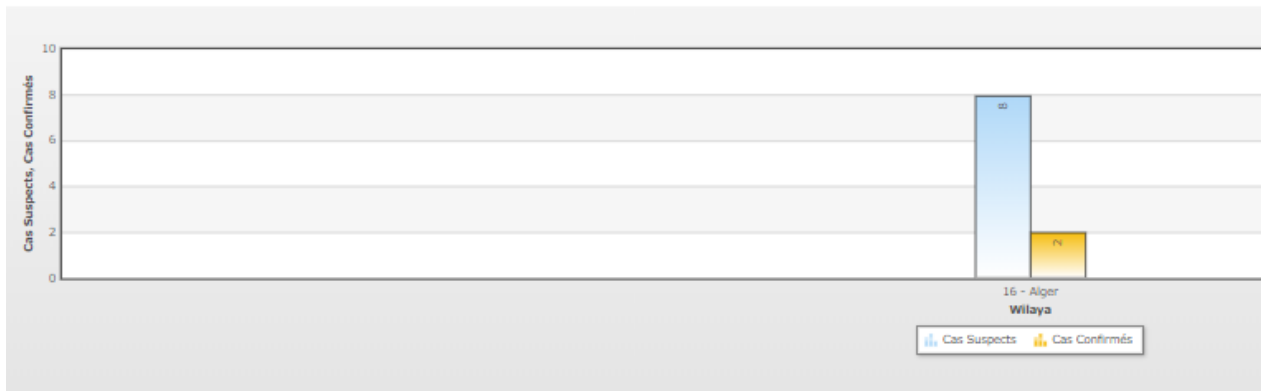 10
8
6
4
2
0
Cas Suspects, Cas Confirmés
8
2
16 - Alger
Wilaya
Cas Suspects Cas Confirmés